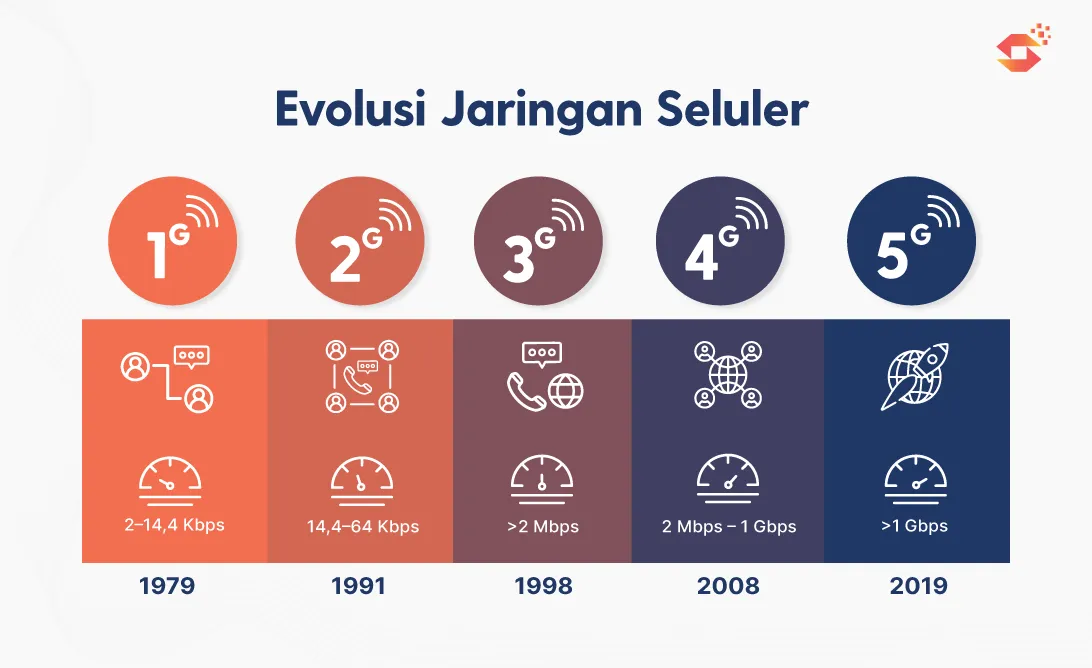 Evolusi Jaringan Seluler
1G
2G
3G
4G
5G
2–14,4 Kbps
14,4–64 Kbps
>2 Mbps
2 Mbps – 1 Gbps
>1 Gbps
1979
1991
1998
2008
2019